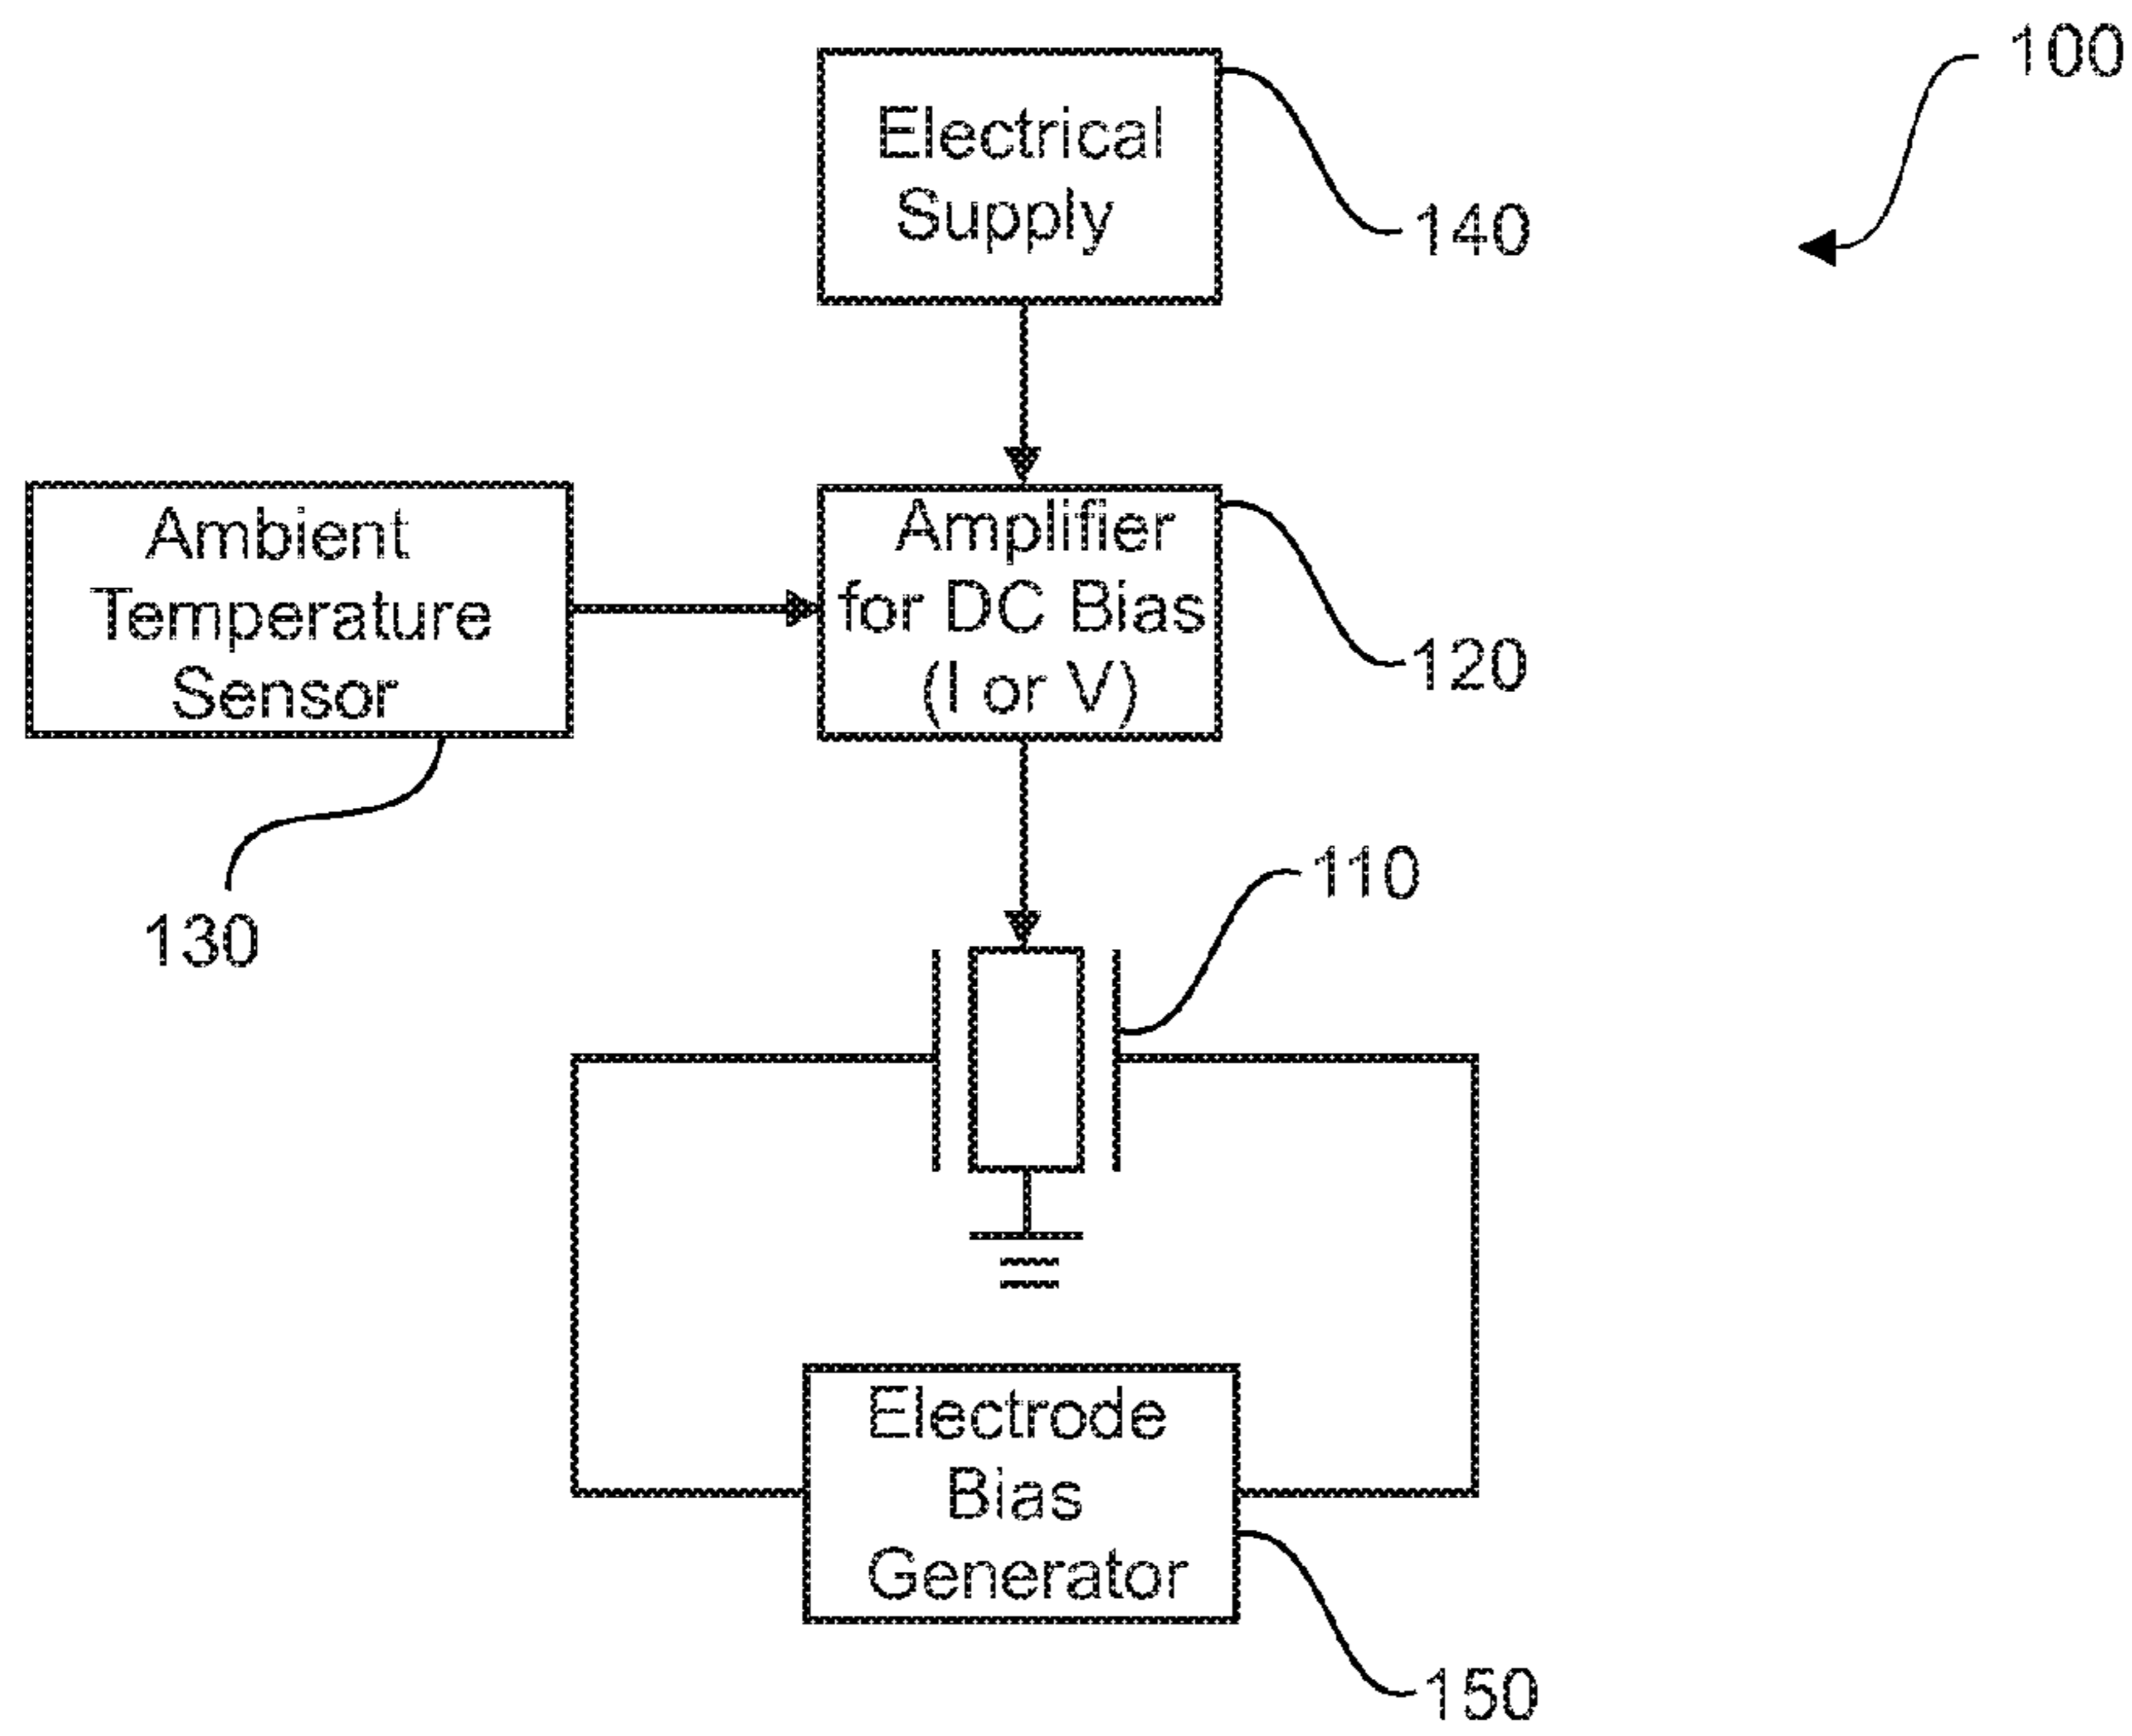 100
Electrical
Supply
140
Ambient
Temperature
Sensor
130
Amplifier
for DC Bias
(I or V)
120
110
Electrode
Bias
Generator
150